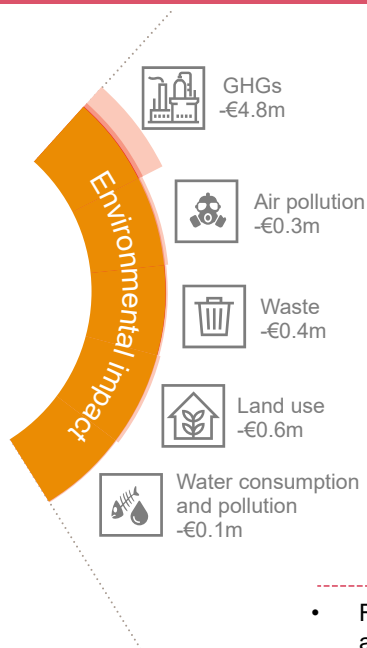 GHGs
-€4.8m
Environmental impact
Air pollution
-€0.3m
Waste
-€0.4m
Land use
-€0.6m
Water consumption
and pollution
-€0.1m
•